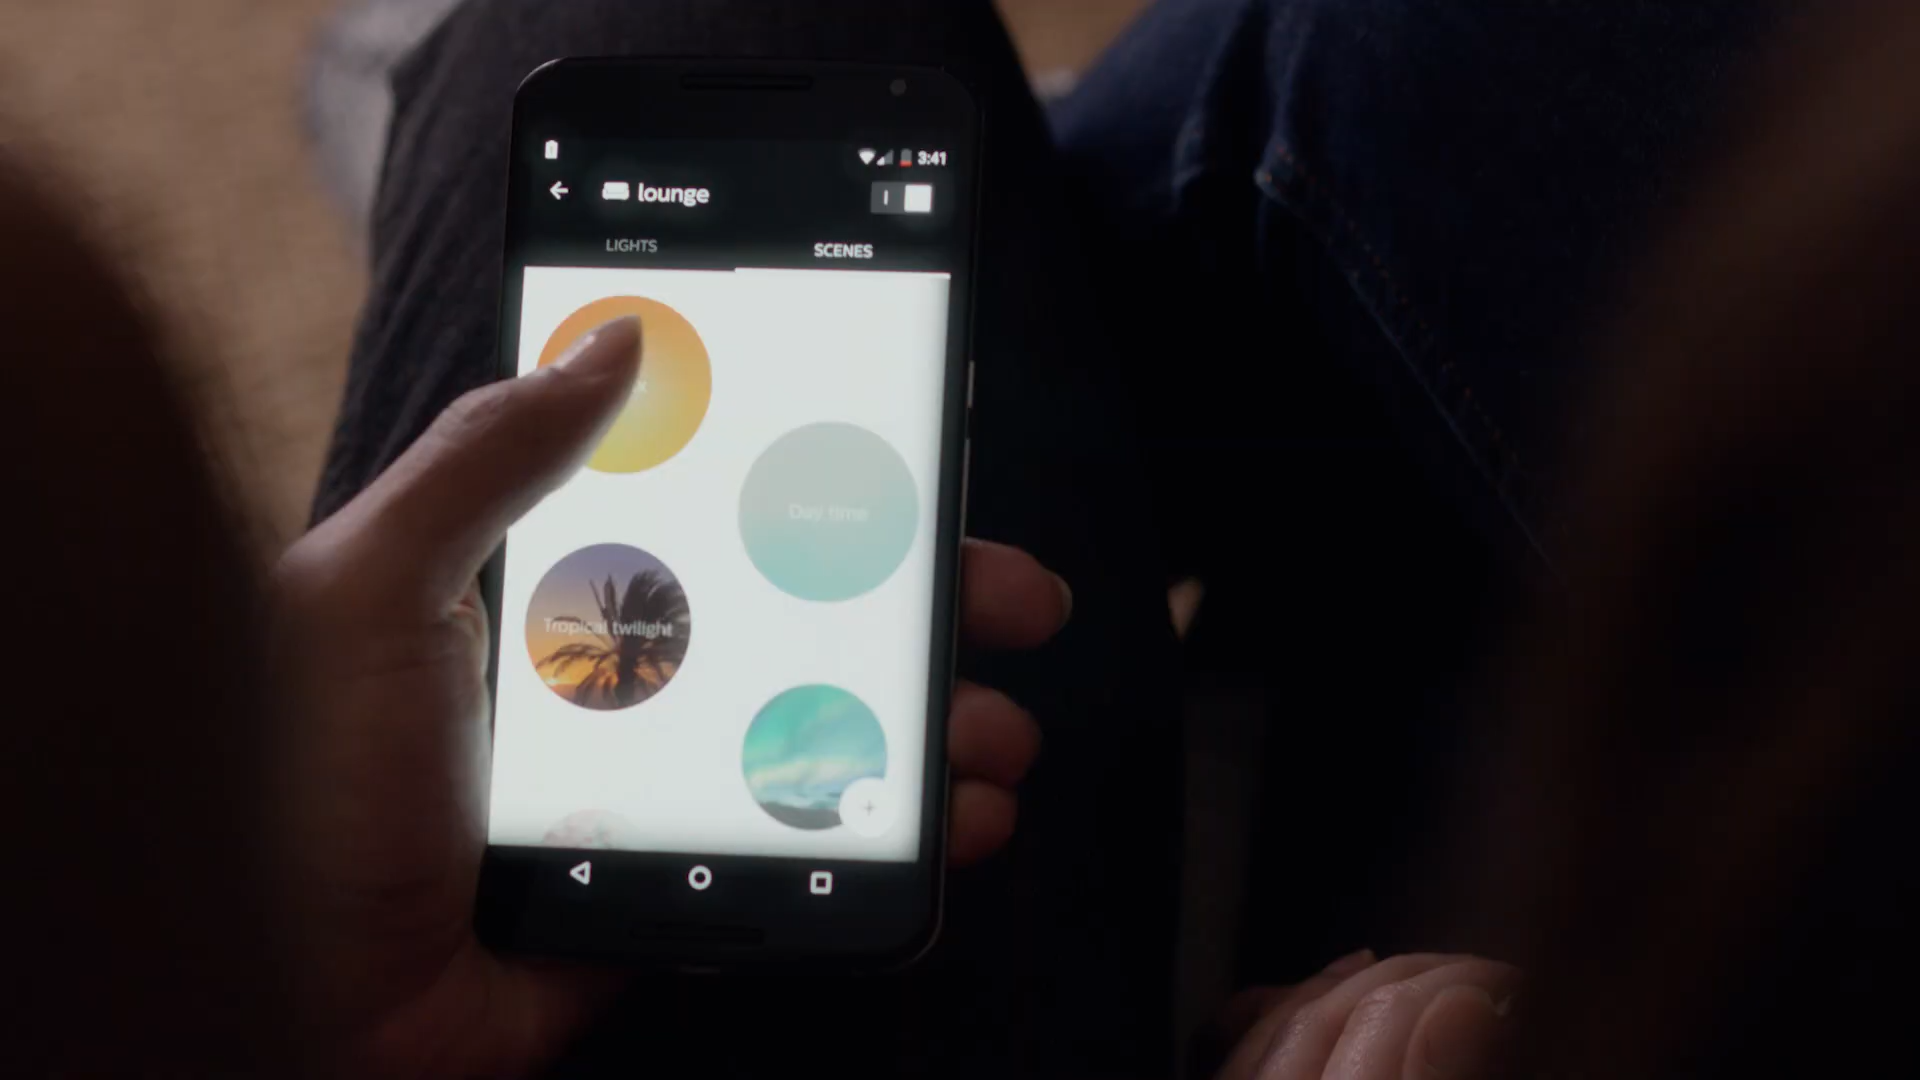 3:41
lounge
LIGHTS
SCENES
Day time
Tropical twilight